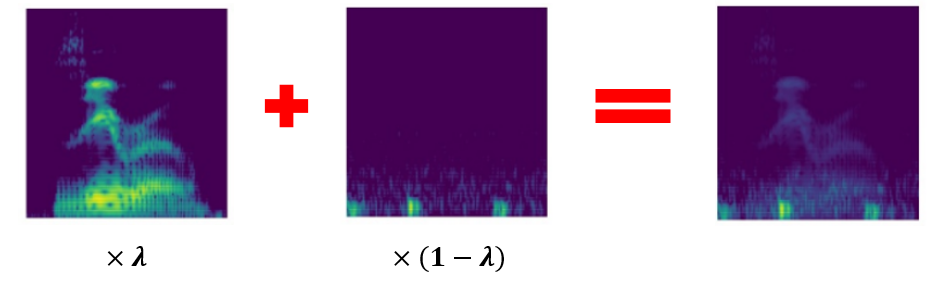 + =
× λ × (1 − λ)